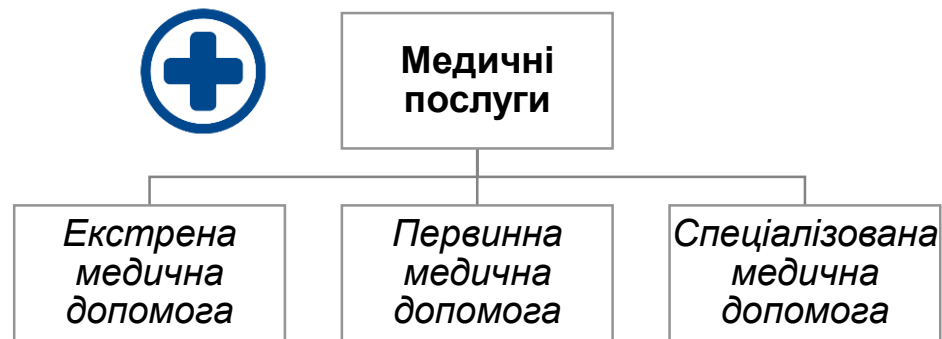 Медичні
послуги
Екстрена
медична
допомога
Первинна
медична
допомога
Спеціалізована
медична
допомога